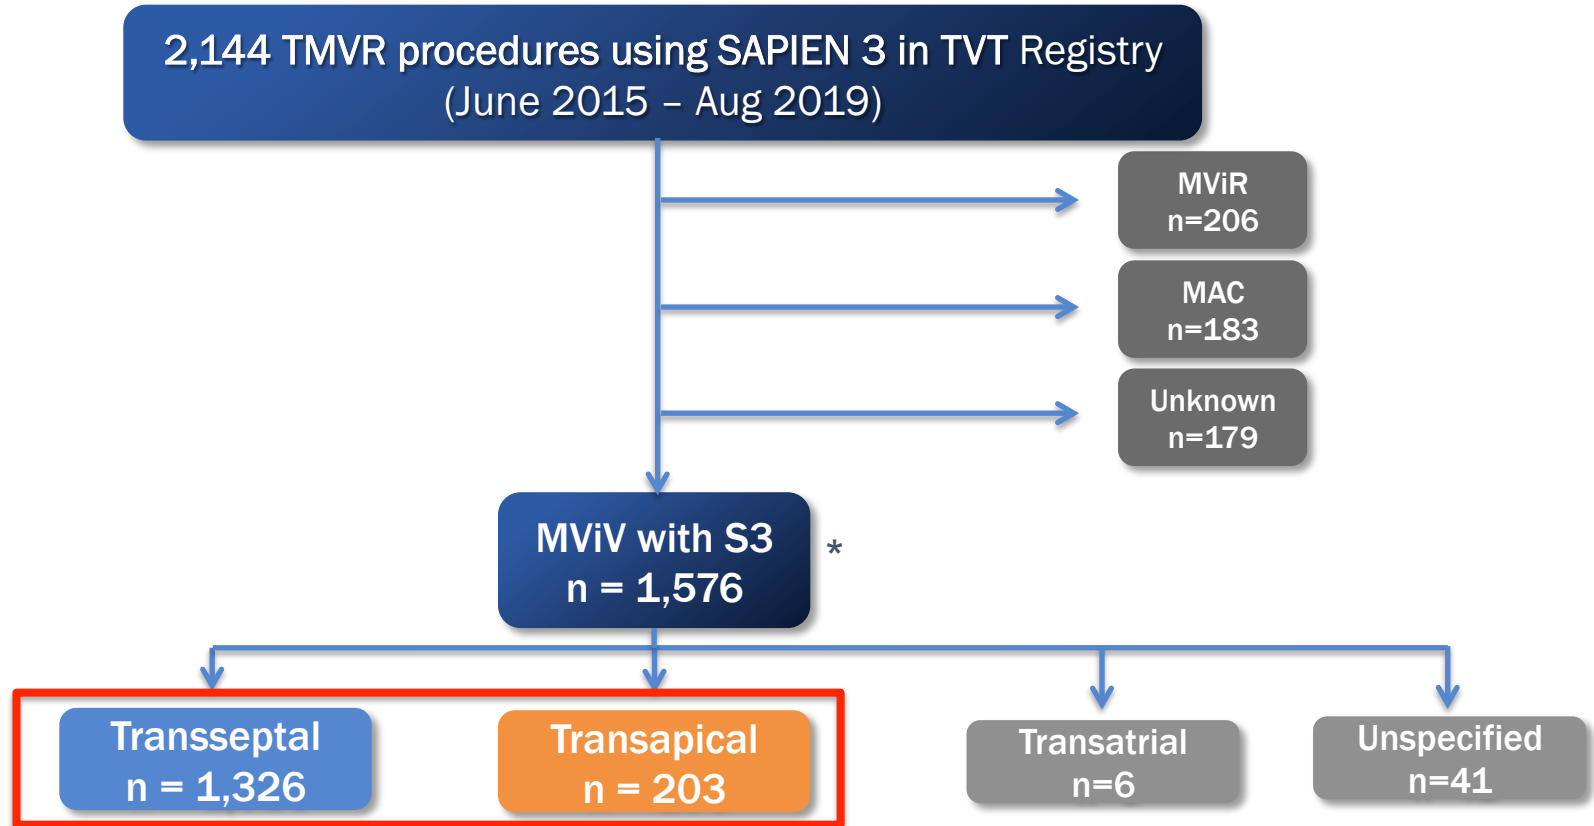 2,144 TMVR procedures using SAPIEN 3 in TVT Registry
(June 2015 – Aug 2019)
MViR
n=206
MAC
n=183
Unknown
n=179
MViV with S3
n = 1,576
*
Transseptal
n = 1,326
Transapical
n = 203
Transatrial
n=6
Unspecified
n=41